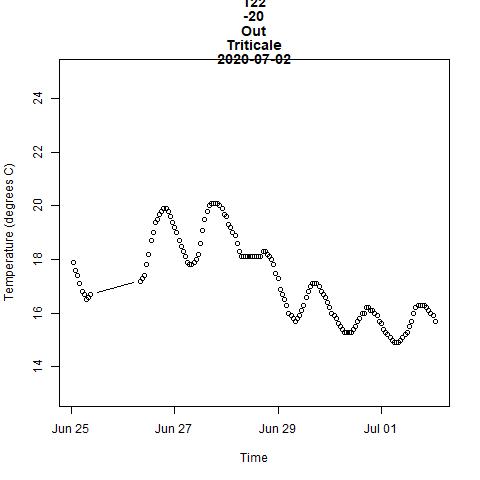 122
-20
Out
Triticale
2020-07-02
24
22
20
18
16
14
Temperature (degrees C)
Jun 25
Jun 27
Jun 29
Jul 01
Time